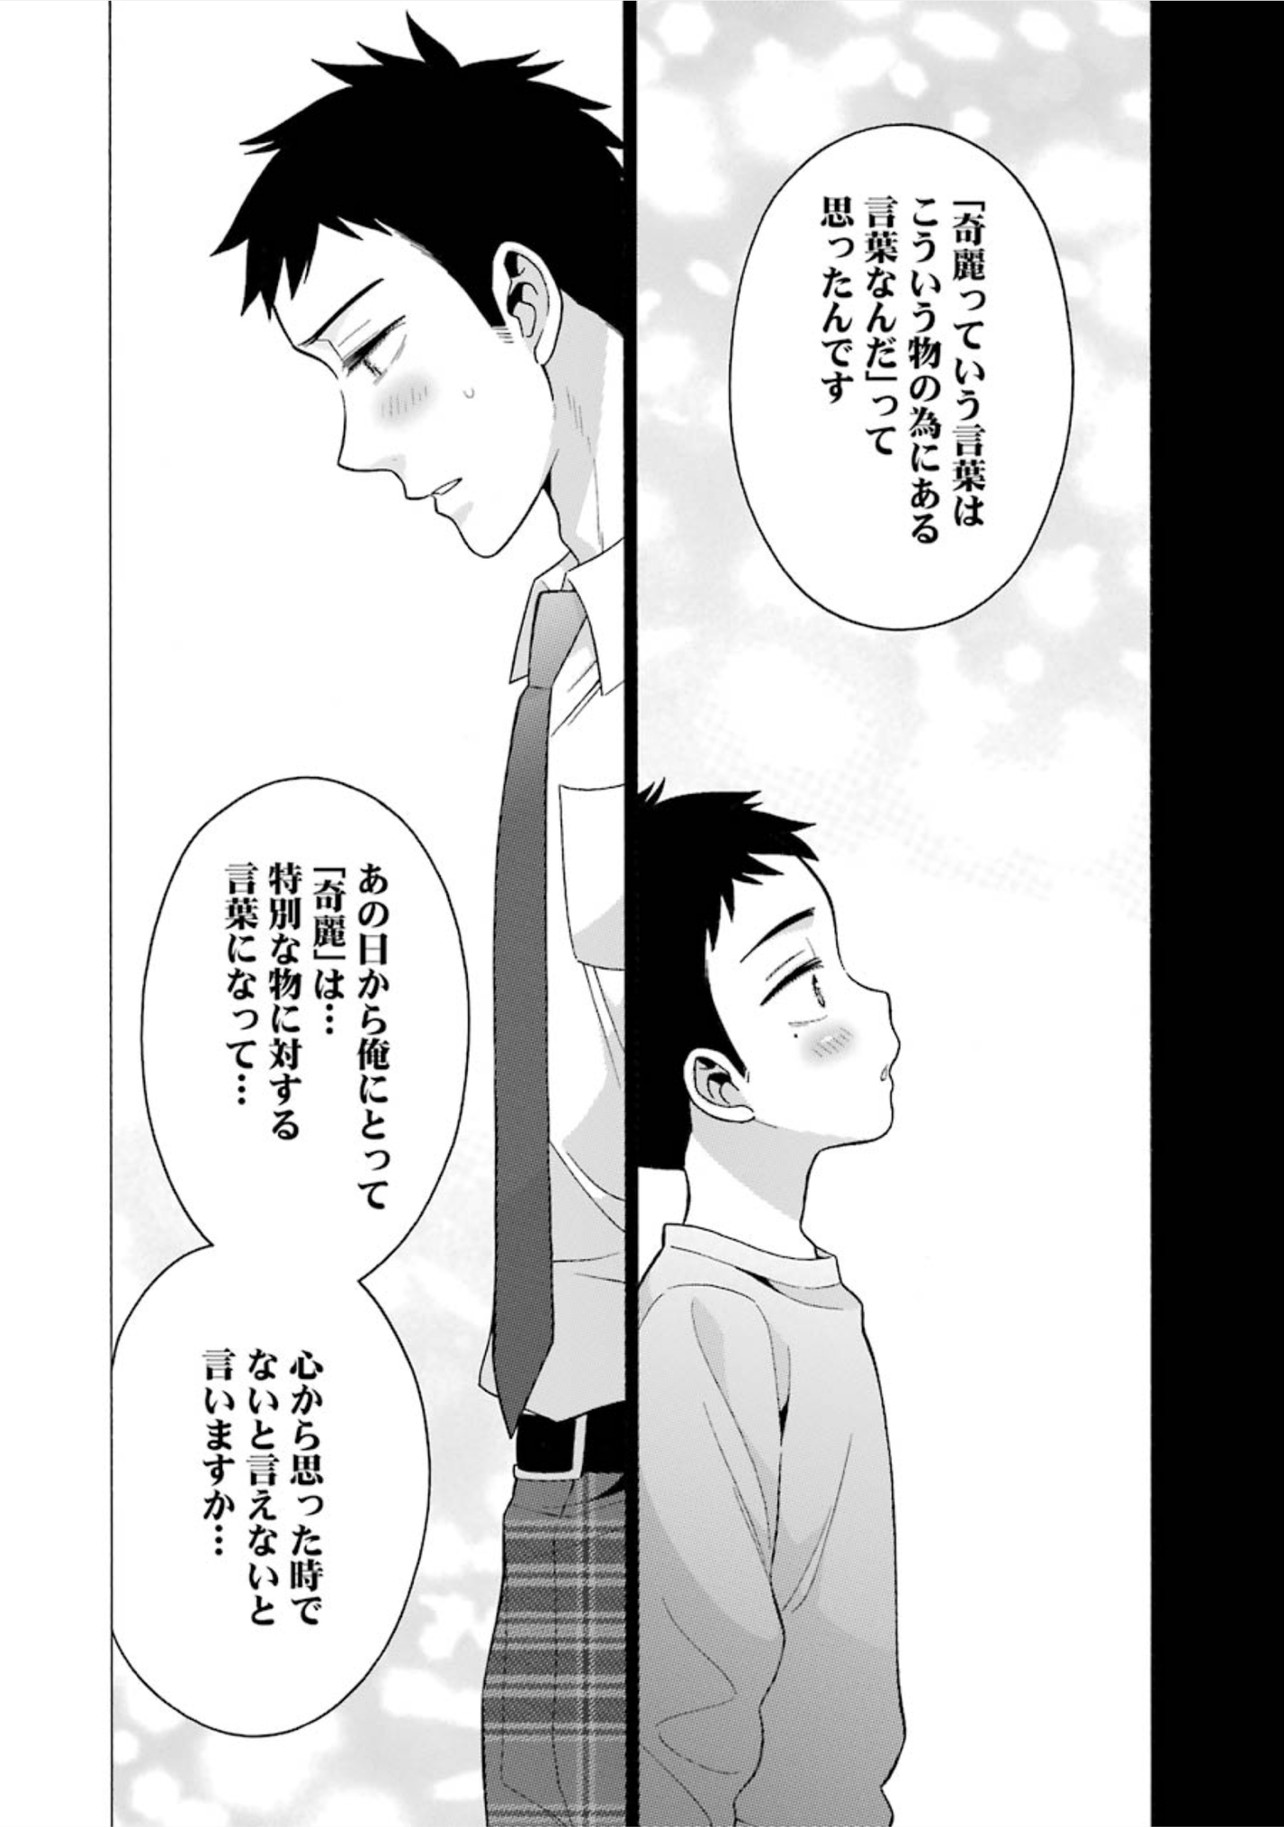 「奇麗っていう言葉は
こういう物の為にある
言葉なんだ」って
思ったんです
あの日から俺にとって
「奇麗」は…
特別な物に対する
言葉になって…
心から思った時で
ないと言えないと
言いますか…